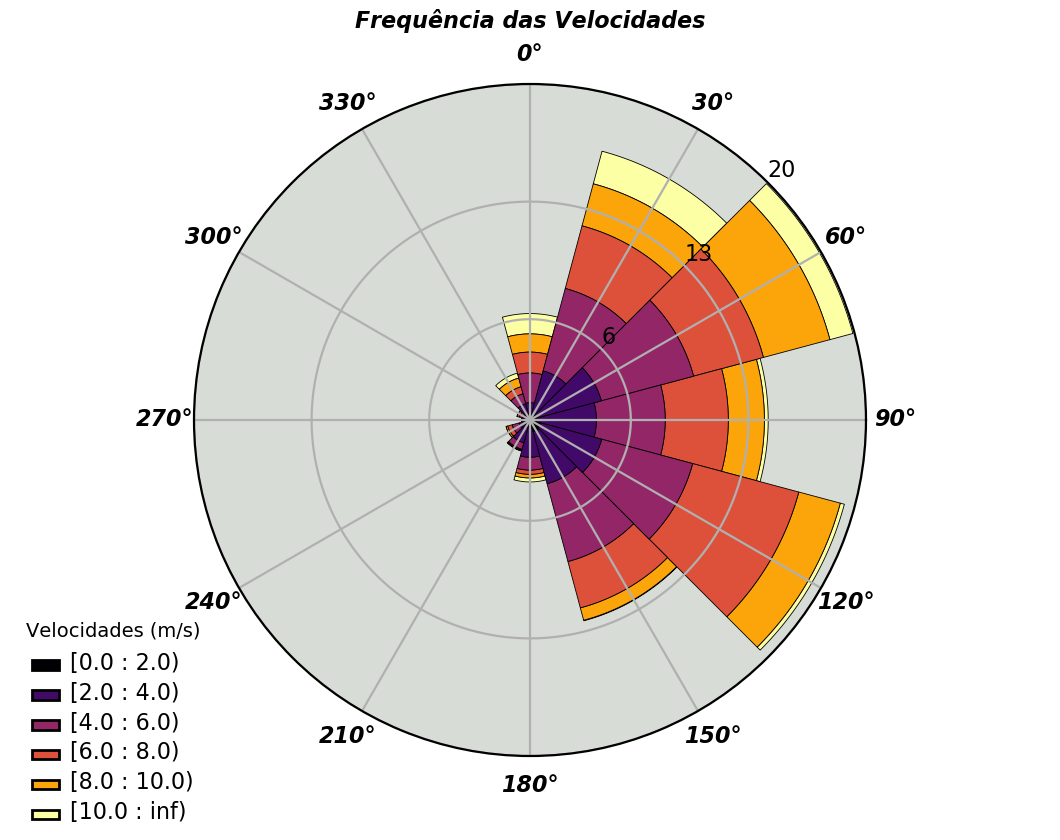 Frequência das Velocidades
0°
330°
30°
20
300°
60°
13
6
270°
90°
240°
120°
210°
150°
180°
Velocidades (m/s)
[0.0 : 2.0)
[2.0 : 4.0)
[4.0 : 6.0)
[6.0 : 8.0)
[8.0 : 10.0)
[10.0 : inf)